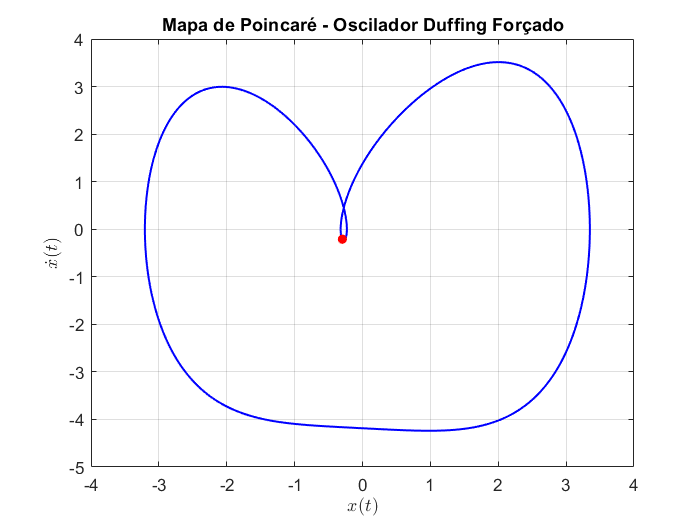 Mapa de Poincaré - Oscilador Duffing Forçado
4
3
2
1
0
-1
-2
-3
-4
-5
ẋ(t)
-4 -3 -2 -1 0 1 2 3 4
x(t)